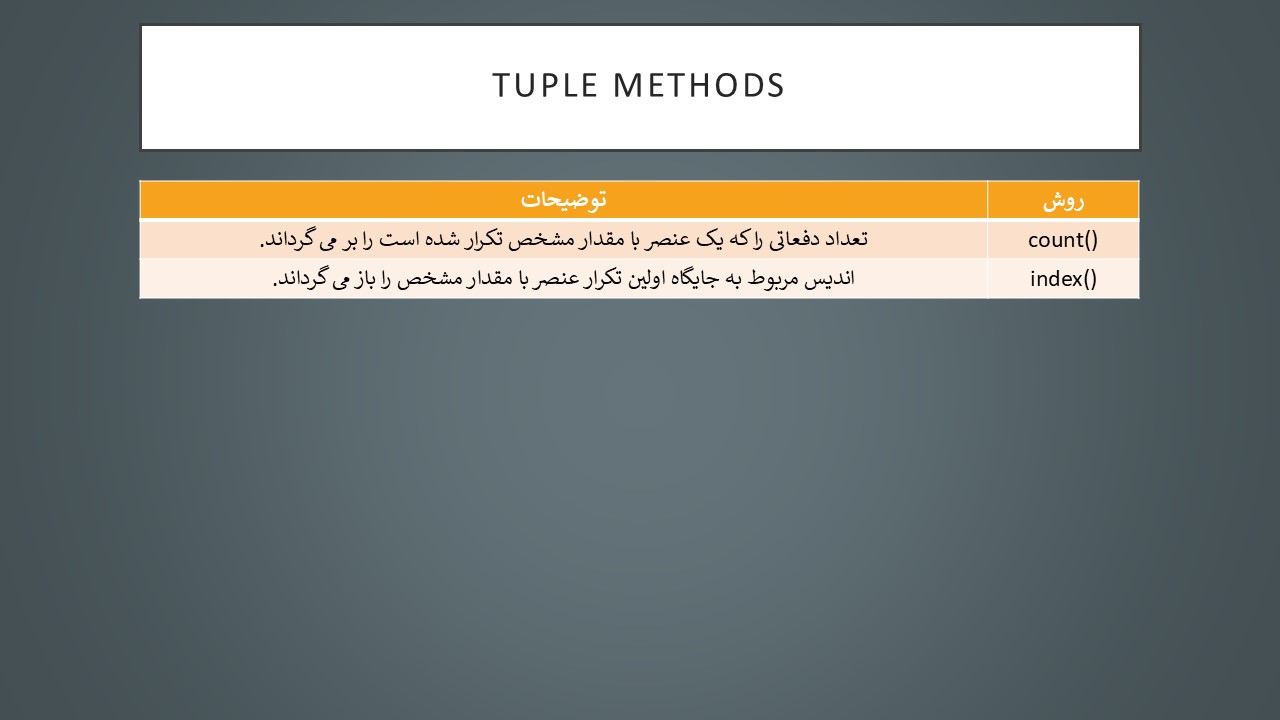 TUPLE METHODS
روش توضیحات
count() تعداد دفعاتی را که یک عنصر با مقدار مشخص تکرار شده است را بر می گرداند.
index() اندیس مربوط به جایگاه اولین تکرار عنصر با مقدار مشخص را باز می گرداند.